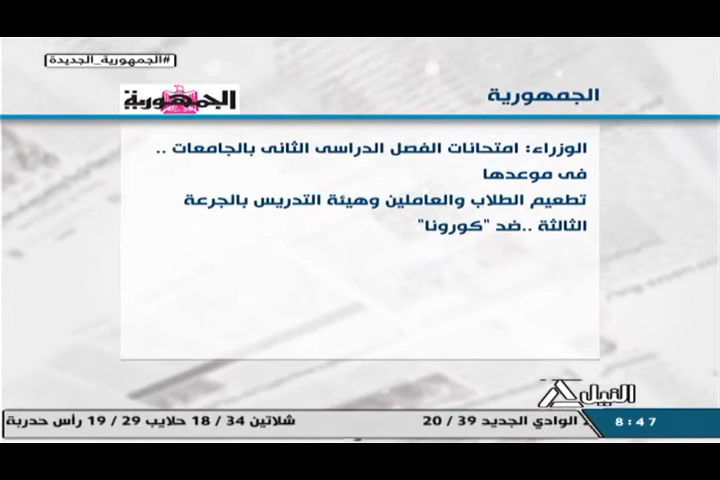 #الجمهورية_الجديدة
الجمهورية
الجمهورية
الوزراء: امتحانات الفصل الدراسى الثانى بالجامعات ..
فى موعدها
تطعيم الطلاب والعاملين وهيئة التدريس بالجرعة
الثالثة ..ضد "كورونا"
النيل
8:47
الوادي الجديد 39 / 20 شلاتين 34 / 18 حلايب 29 / 19 رأس حدربة